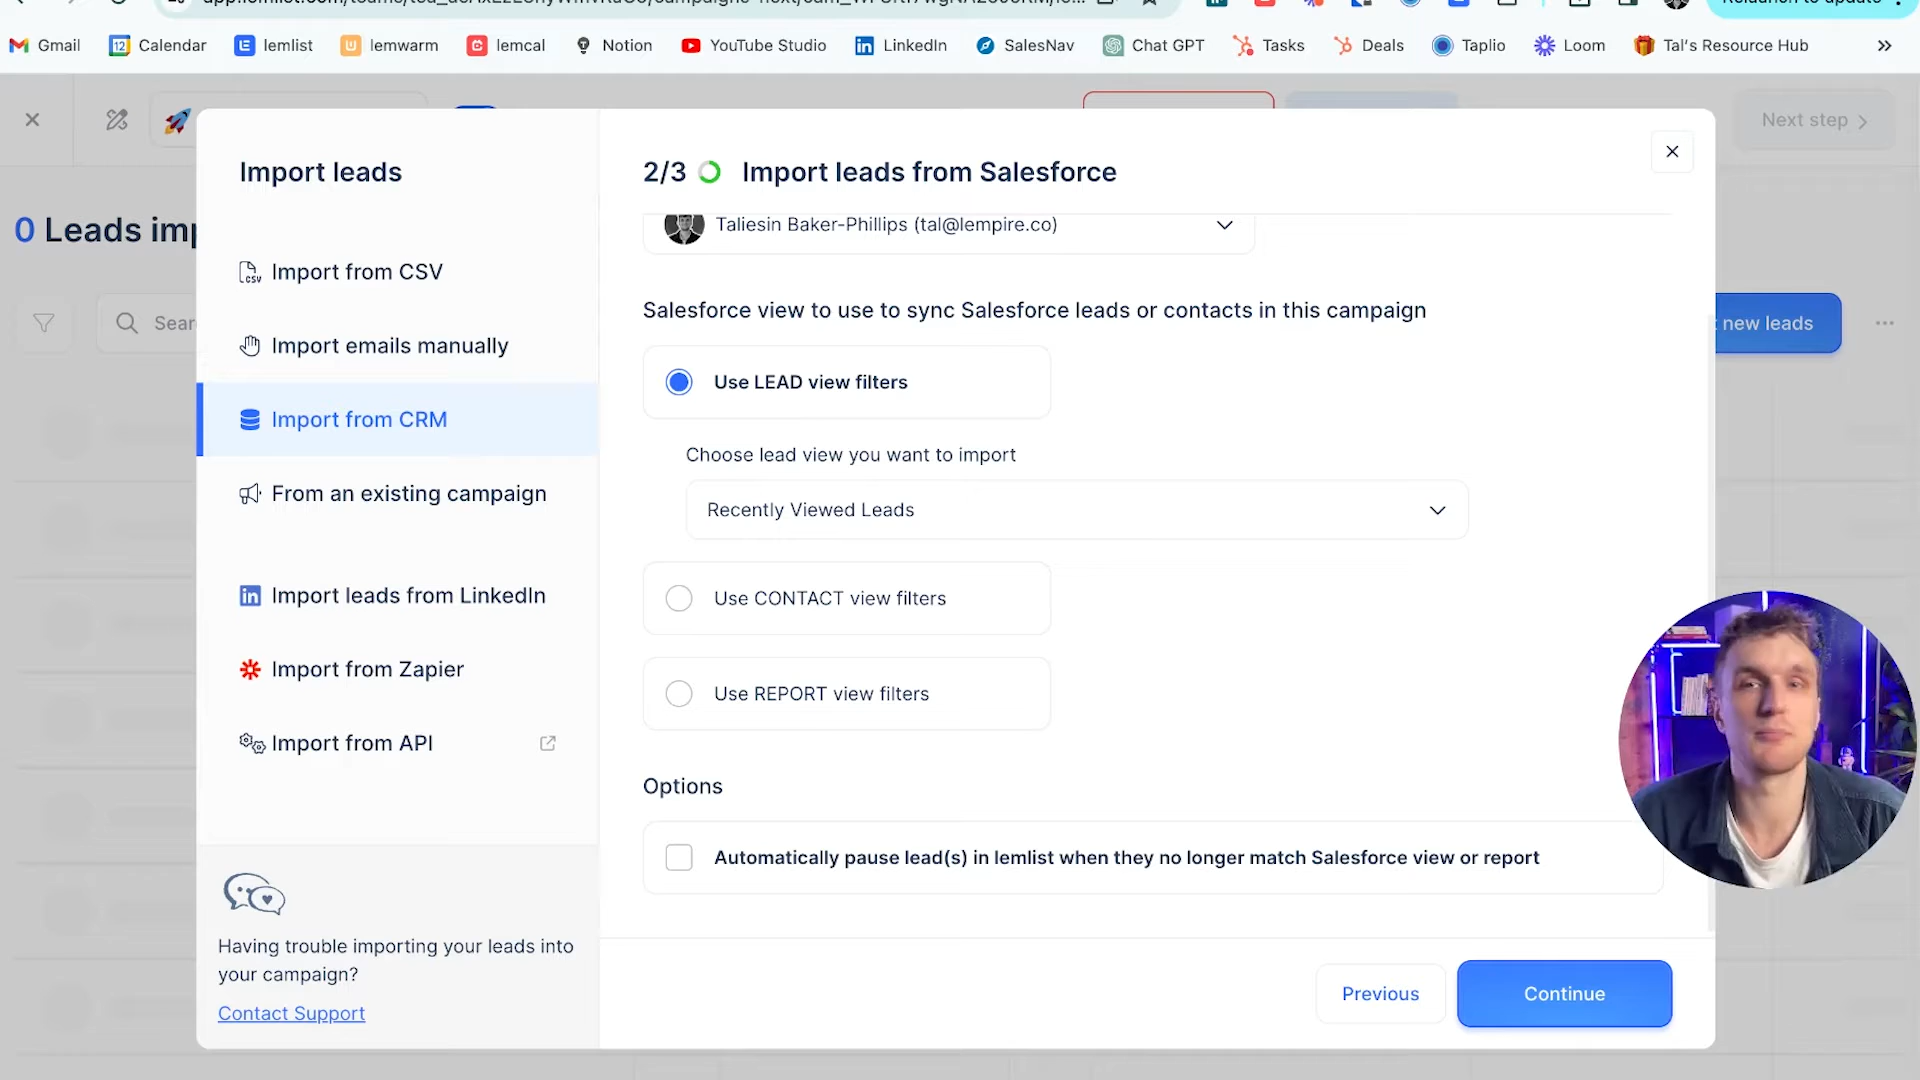 Gmail
Calendar
lemlist
lemwarm
lemcal
Notion
YouTube Studio
LinkedIn
SalesNav
Chat GPT
Tasks
Deals
Taplio
Loom
Tal's Resource Hub
Next step
0 Leads imp
Sear
new leads
Import leads
Import from CSV
Import emails manually
Import from CRM
From an existing campaign
Import leads from LinkedIn
Import from Zapier
Import from API
Having trouble importing your leads into
your campaign?
Contact Support
2/3 Import leads from Salesforce
Taliesin Baker-Phillips (tal@lempire.co)
Salesforce view to use to sync Salesforce leads or contacts in this campaign
Use LEAD view filters
Choose lead view you want to import
Recently Viewed Leads
Use CONTACT view filters
Use REPORT view filters
Options
Automatically pause lead(s) in lemlist when they no longer match Salesforce view or report
Previous
Continue